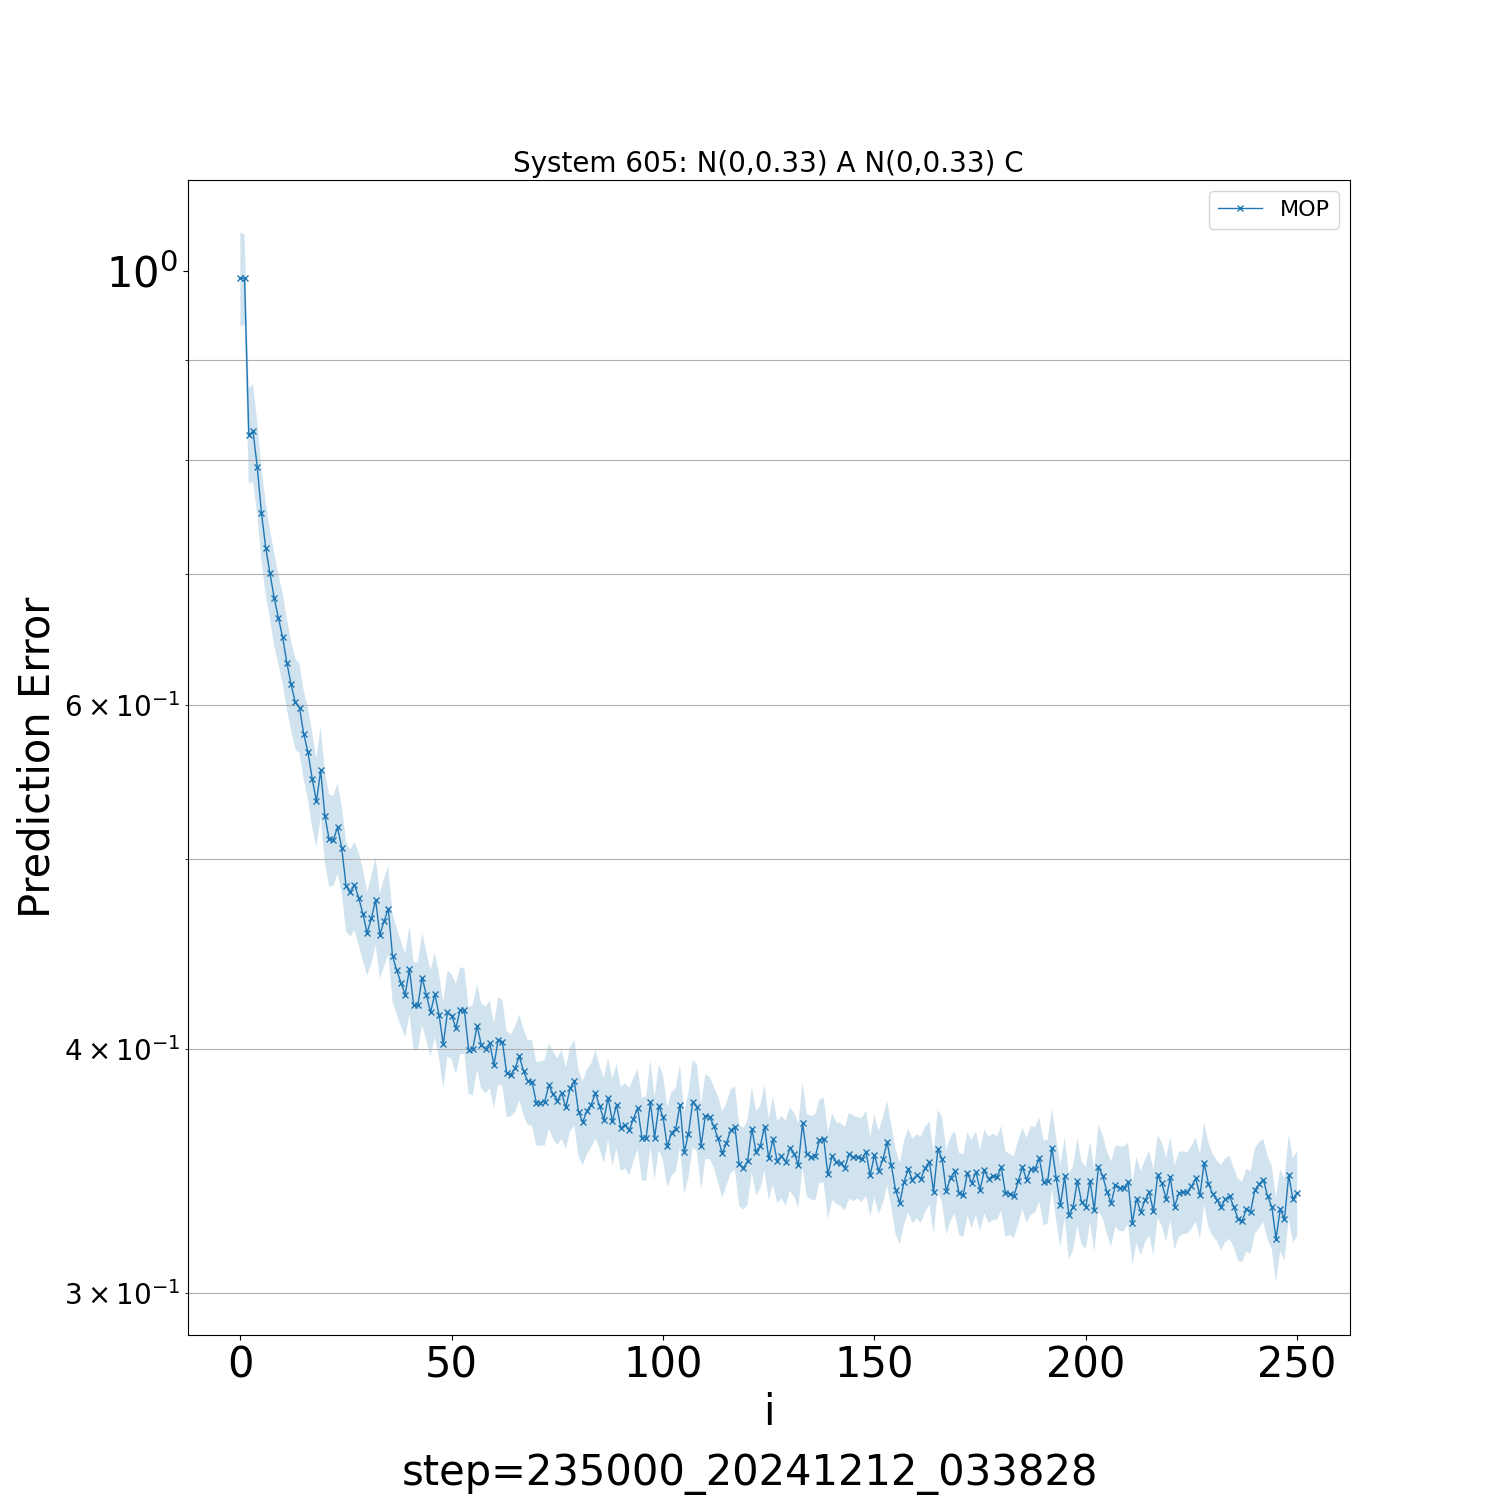 System 605: N(0,0.33) A N(0,0.33) C
MOP
10⁰
6 × 10⁻¹
4 × 10⁻¹
3 × 10⁻¹
Prediction Error
0 50 100 150 200 250
i
step=235000_20241212_033828